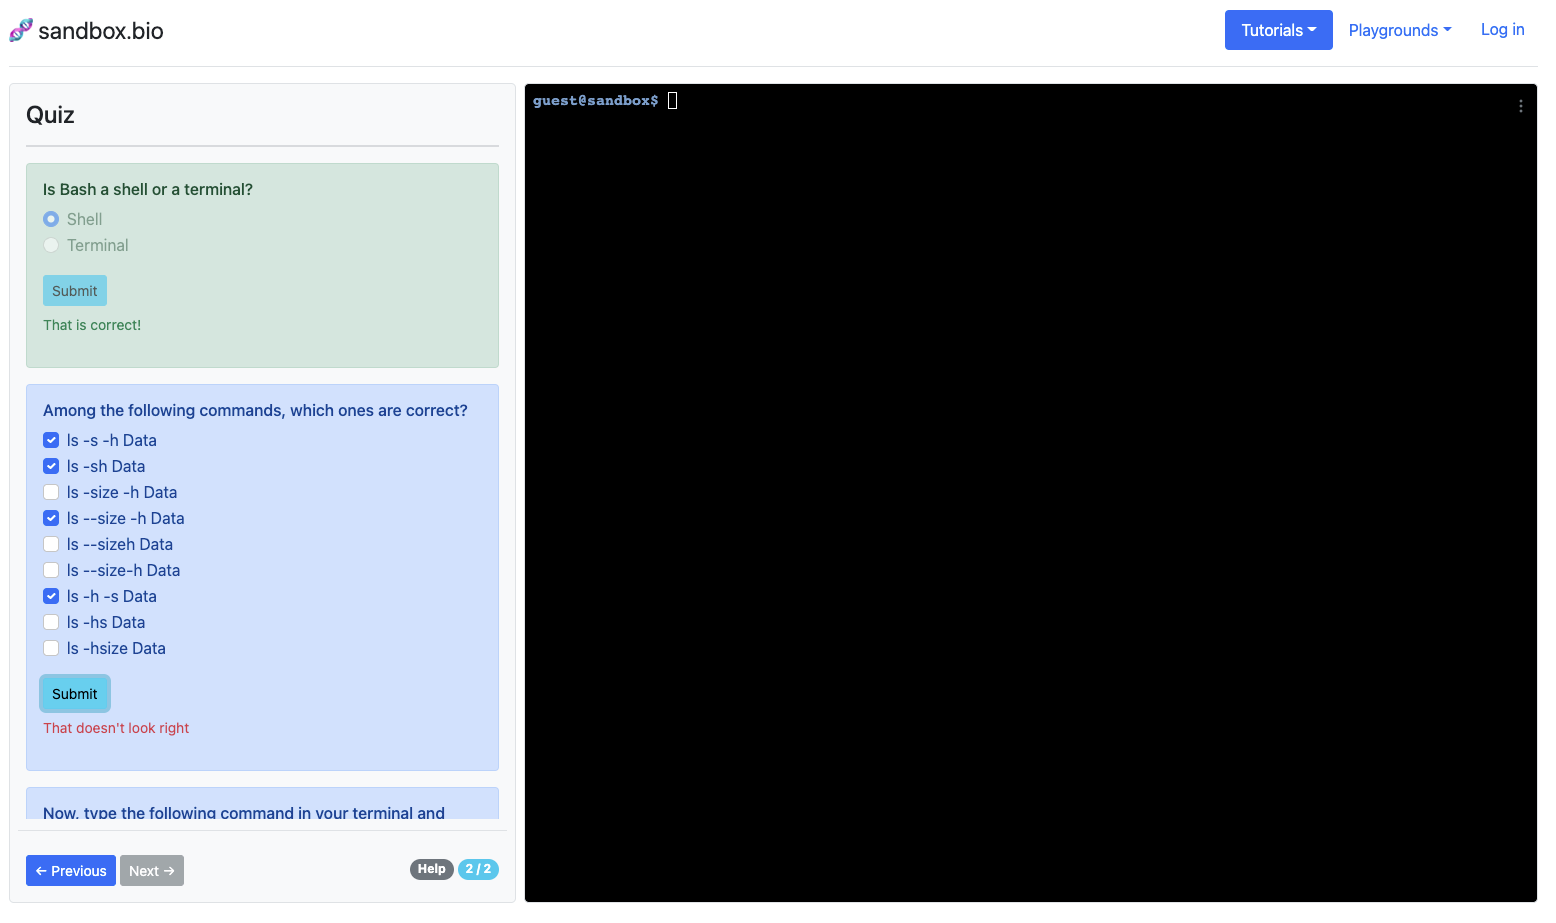 sandbox.bio
Tutorials
Playgrounds
Log in
Quiz
Is Bash a shell or a terminal?
Shell
Terminal
Submit
That is correct!
Among the following commands, which ones are correct?
ls -s -h Data
ls -sh Data
ls -size -h Data
ls --size -h Data
ls --sizeh Data
ls --size-h Data
ls -h -s Data
ls -hs Data
ls -hsize Data
Submit
That doesn't look right
Now, type the following command in your terminal and
← Previous
Next →
Help
2 / 2
guest@sandbox$